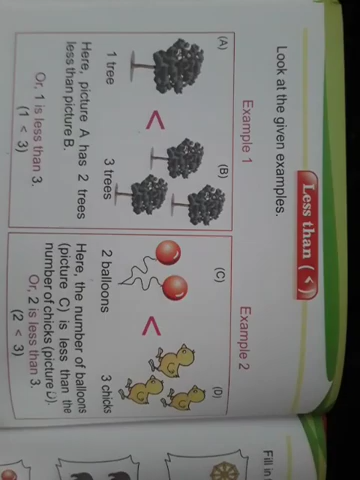 Less than (<)
Look at the given examples.
Example 1
(A)
(B)
<
1 tree
3 trees
Here, picture A has 2 trees
less than picture B.
Or, 1 is less than 3.
(1 < 3)
Example 2
(C)
(D)
<
2 balloons
3 chicks
Here, the number of balloons
(picture C) is less than the
number of chicks (picture D).
Or, 2 is less than 3.
(2 < 3)
Fill in